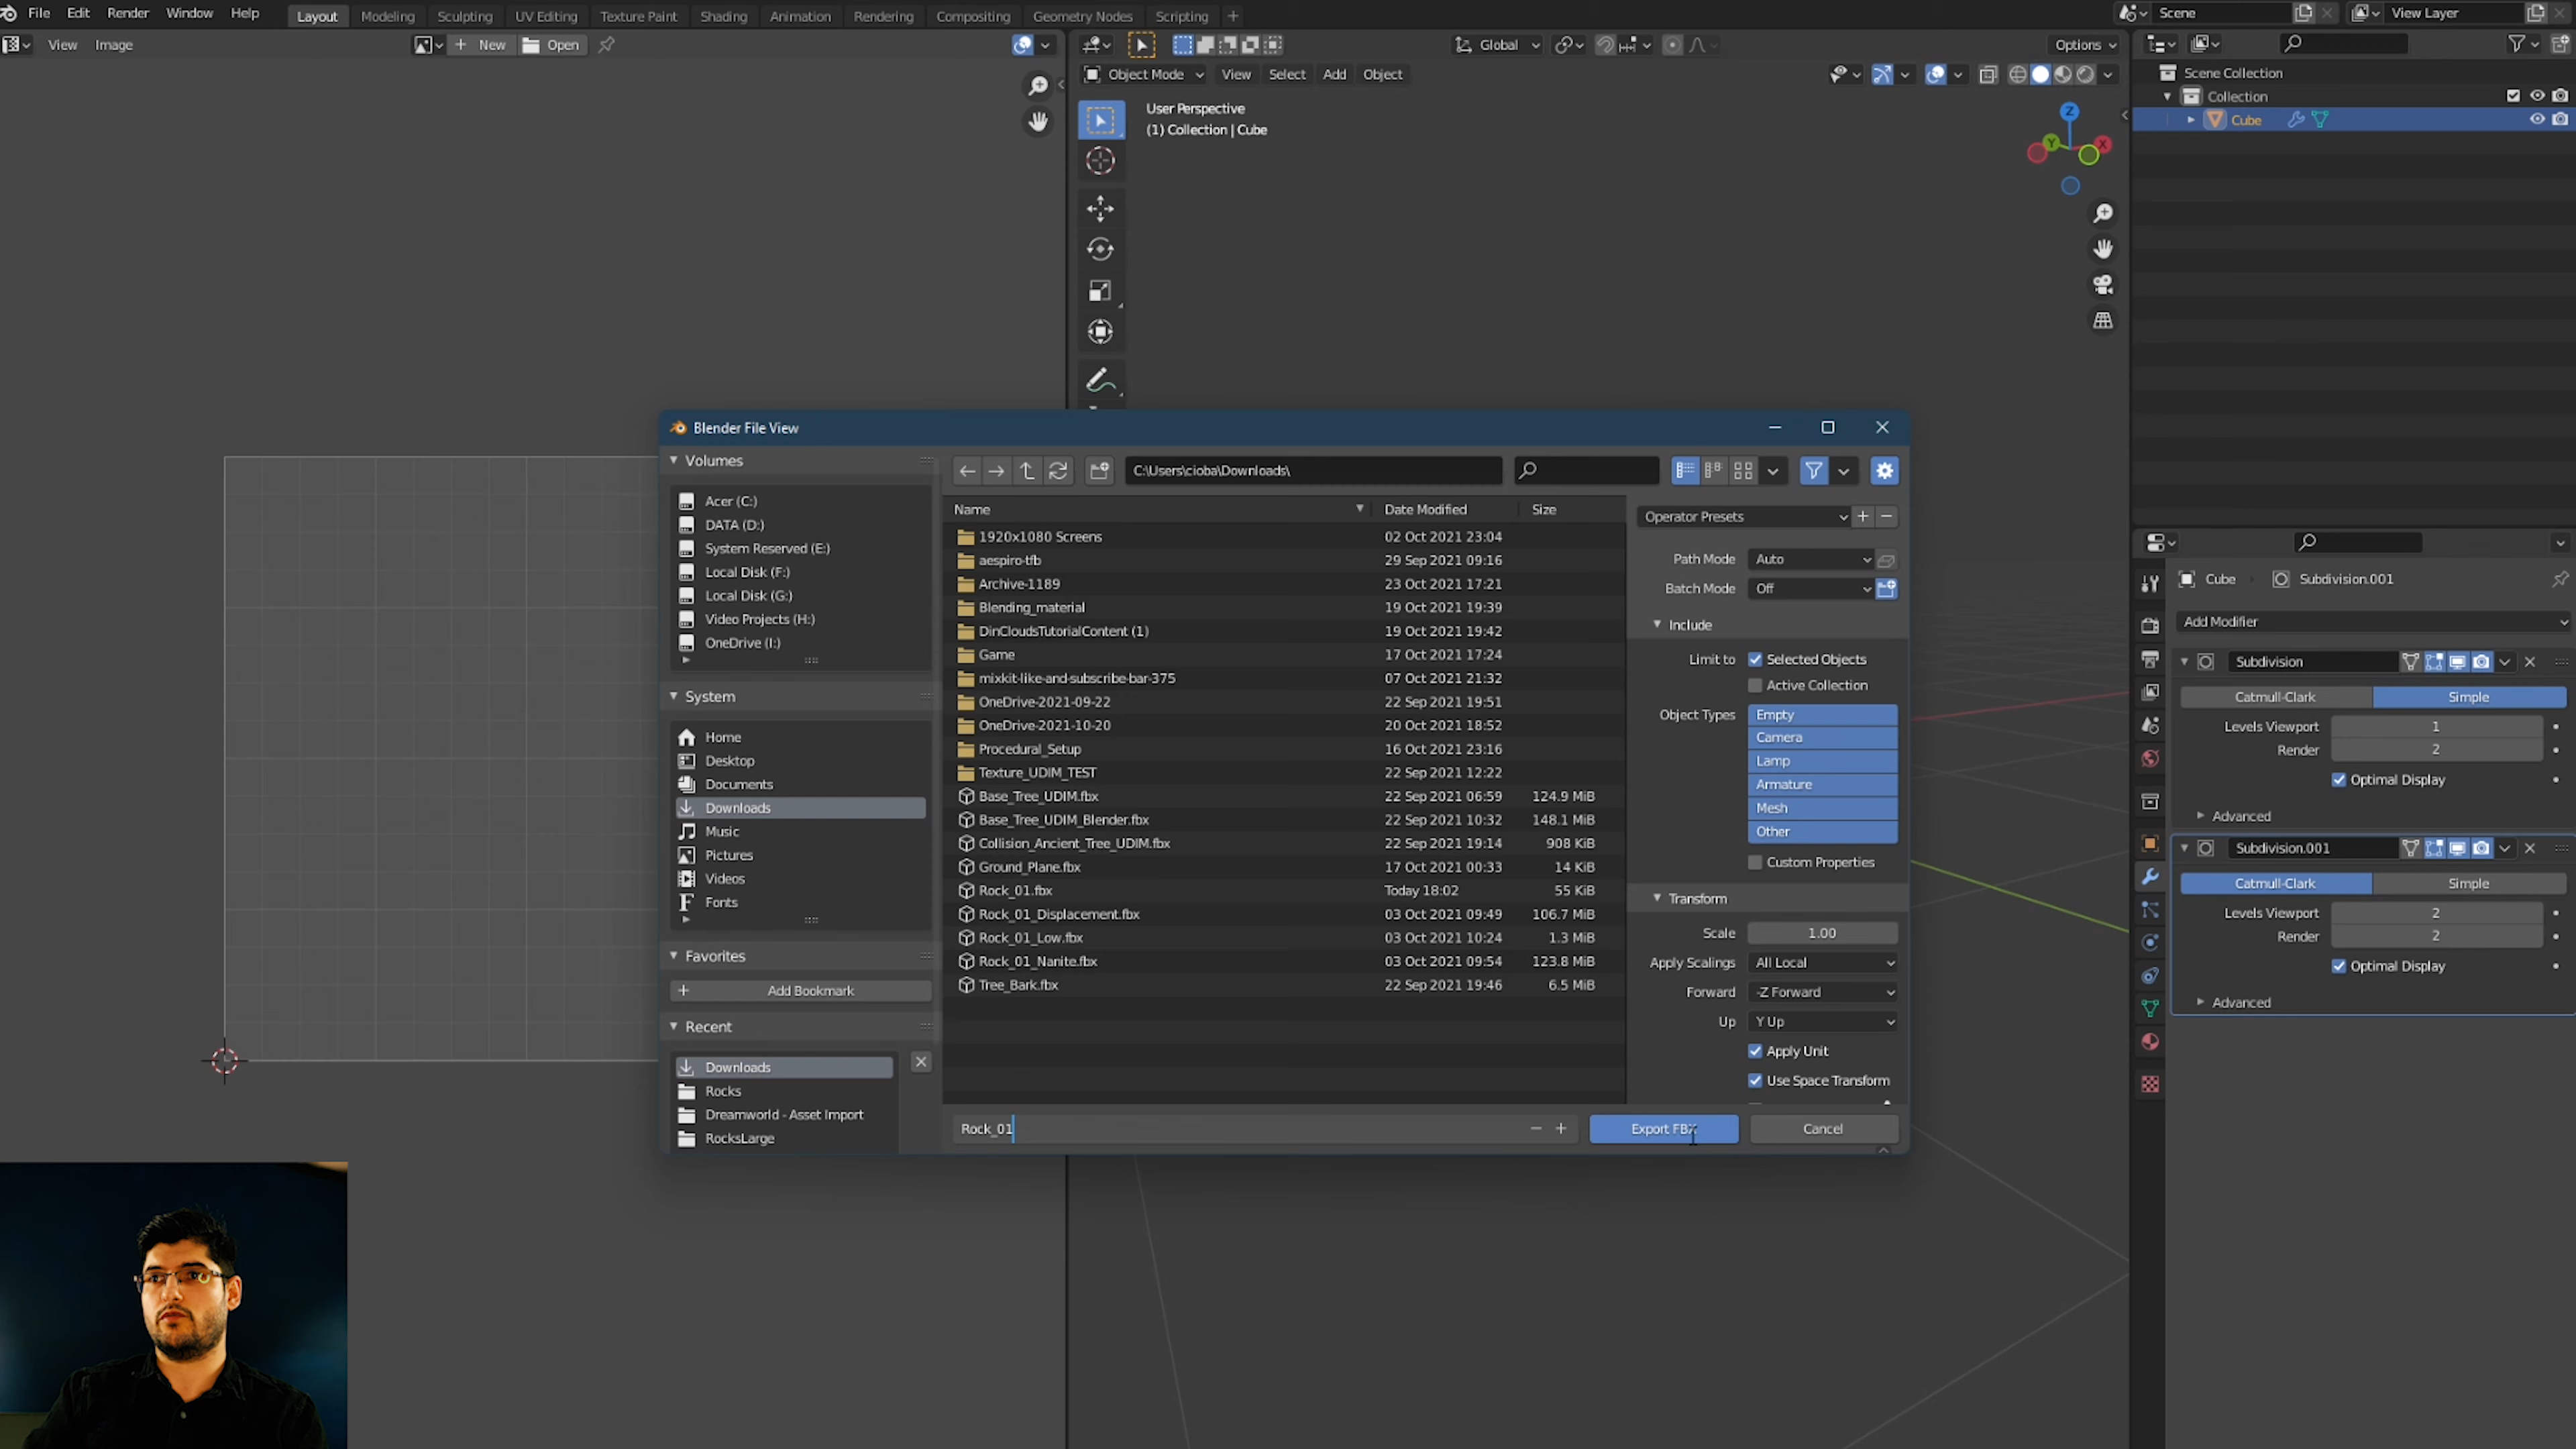 File Edit Render Window Help Layout Modeling Sculpting UV Editing Texture Paint Shading Animation Rendering Compositing Geometry Nodes Scripting + Scene View Layer
View Image + New Open Global Options
Object Mode View Select Add Object
User Perspective
(1) Collection | Cube
Z
Y
X
Scene Collection
Collection
Cube
Blender File View
Volumes
Acer (C:)
DATA (D:)
System Reserved (E:)
Local Disk (F:)
Local Disk (G:)
Video Projects (H:)
OneDrive (I:)
System
Home
Desktop
Documents
Downloads
Music
Pictures
Videos
Fonts
Favorites
+ Add Bookmark
Recent
Downloads
Rocks
Dreamworld - Asset Import
RocksLarge
C:\Users\cioba\Downloads\
Name Date Modified Size
1920x1080 Screens 02 Oct 2021 23:04
aespiro-tfb 29 Sep 2021 09:16
Archive-1189 23 Oct 2021 17:21
Blending_material 19 Oct 2021 19:39
DinCloudsTutorialContent (1) 19 Oct 2021 19:42
Game 17 Oct 2021 17:24
mixkit-like-and-subscribe-bar-375 07 Oct 2021 21:32
OneDrive-2021-09-22 22 Sep 2021 19:51
OneDrive-2021-10-20 20 Oct 2021 18:52
Procedural_Setup 16 Oct 2021 23:16
Texture_UDIM_TEST 22 Sep 2021 12:22
Base_Tree_UDIM.fbx 22 Sep 2021 06:59 124.9 MiB
Base_Tree_UDIM_Blender.fbx 22 Sep 2021 10:32 148.1 MiB
Collision_Ancient_Tree_UDIM.fbx 22 Sep 2021 19:14 908 KiB
Ground_Plane.fbx 17 Oct 2021 00:33 14 KiB
Rock_01.fbx Today 18:02 55 KiB
Rock_01_Displacement.fbx 03 Oct 2021 09:49 106.7 MiB
Rock_01_Low.fbx 03 Oct 2021 10:24 1.3 MiB
Rock_01_Nanite.fbx 03 Oct 2021 09:54 123.8 MiB
Tree_Bark.fbx 22 Sep 2021 19:46 6.5 MiB
Rock_01 − +
Export FBX Cancel
Operator Presets + −
Path Mode Auto
Batch Mode Off
Include
Limit to Selected Objects
Active Collection
Object Types Empty
Camera
Lamp
Armature
Mesh
Other
Custom Properties
Transform
Scale 1.00
Apply Scalings All Local
Forward -Z Forward
Up Y Up
Apply Unit
Use Space Transform
Cube Subdivision.001
Add Modifier
Subdivision
Catmull-Clark Simple
Levels Viewport 1
Render 2
Optimal Display
Advanced
Subdivision.001
Catmull-Clark Simple
Levels Viewport 2
Render 2
Optimal Display
Advanced